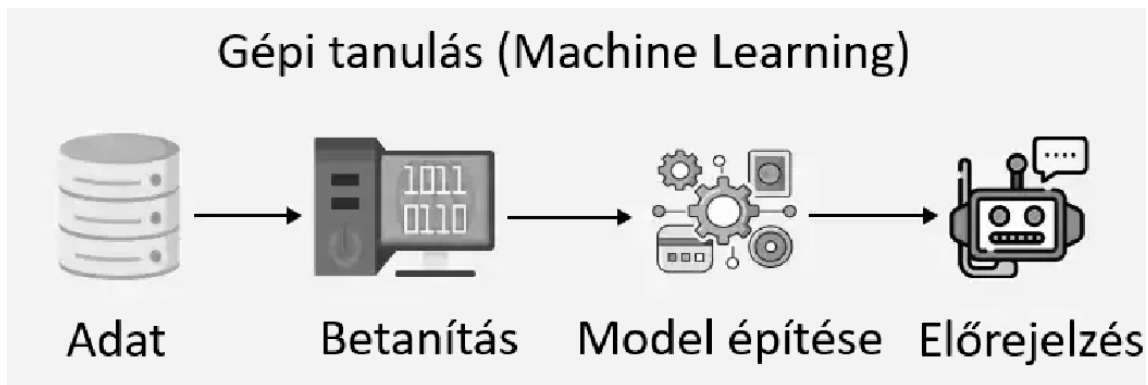 Gépi tanulás (Machine Learning)
1011
0110
Adat
Betanítás
Model építése
Előrejelzés